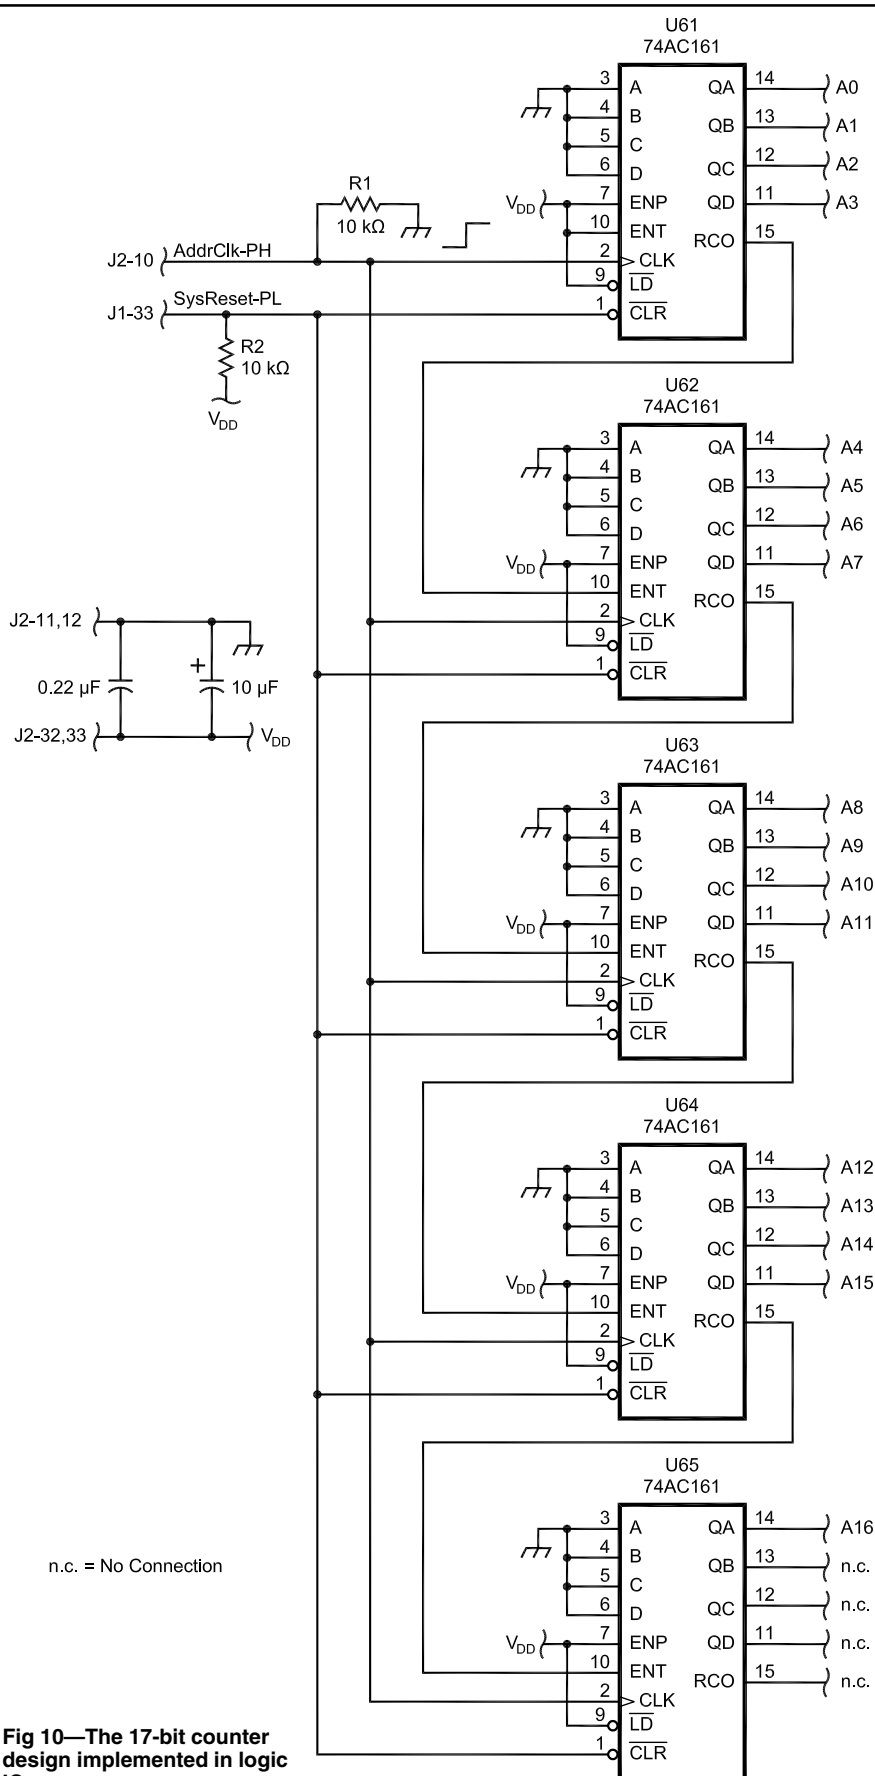 U61
74AC161
3 A QA 14 A0
4 B QB 13 A1
5 C QC 12 A2
6 D QD 11 A3
VDD 7 ENP RCO 15
10 ENT
2 CLK
9 LD
1 CLR
R1
10 kΩ
J2-10 AddrClk-PH
J1-33 SysReset-PL
R2
10 kΩ
VDD
U62
74AC161
3 A QA 14 A4
4 B QB 13 A5
5 C QC 12 A6
6 D QD 11 A7
VDD 7 ENP RCO 15
10 ENT
2 CLK
9 LD
1 CLR
J2-11,12
0.22 µF + 10 µF
J2-32,33 VDD
U63
74AC161
3 A QA 14 A8
4 B QB 13 A9
5 C QC 12 A10
6 D QD 11 A11
VDD 7 ENP RCO 15
10 ENT
2 CLK
9 LD
1 CLR
U64
74AC161
3 A QA 14 A12
4 B QB 13 A13
5 C QC 12 A14
6 D QD 11 A15
VDD 7 ENP RCO 15
10 ENT
2 CLK
9 LD
1 CLR
U65
74AC161
3 A QA 14 A16
4 B QB 13 n.c.
5 C QC 12 n.c.
6 D QD 11 n.c.
VDD 7 ENP RCO 15 n.c.
10 ENT
2 CLK
9 LD
1 CLR
n.c. = No Connection
Fig 10—The 17-bit counter
design implemented in logic